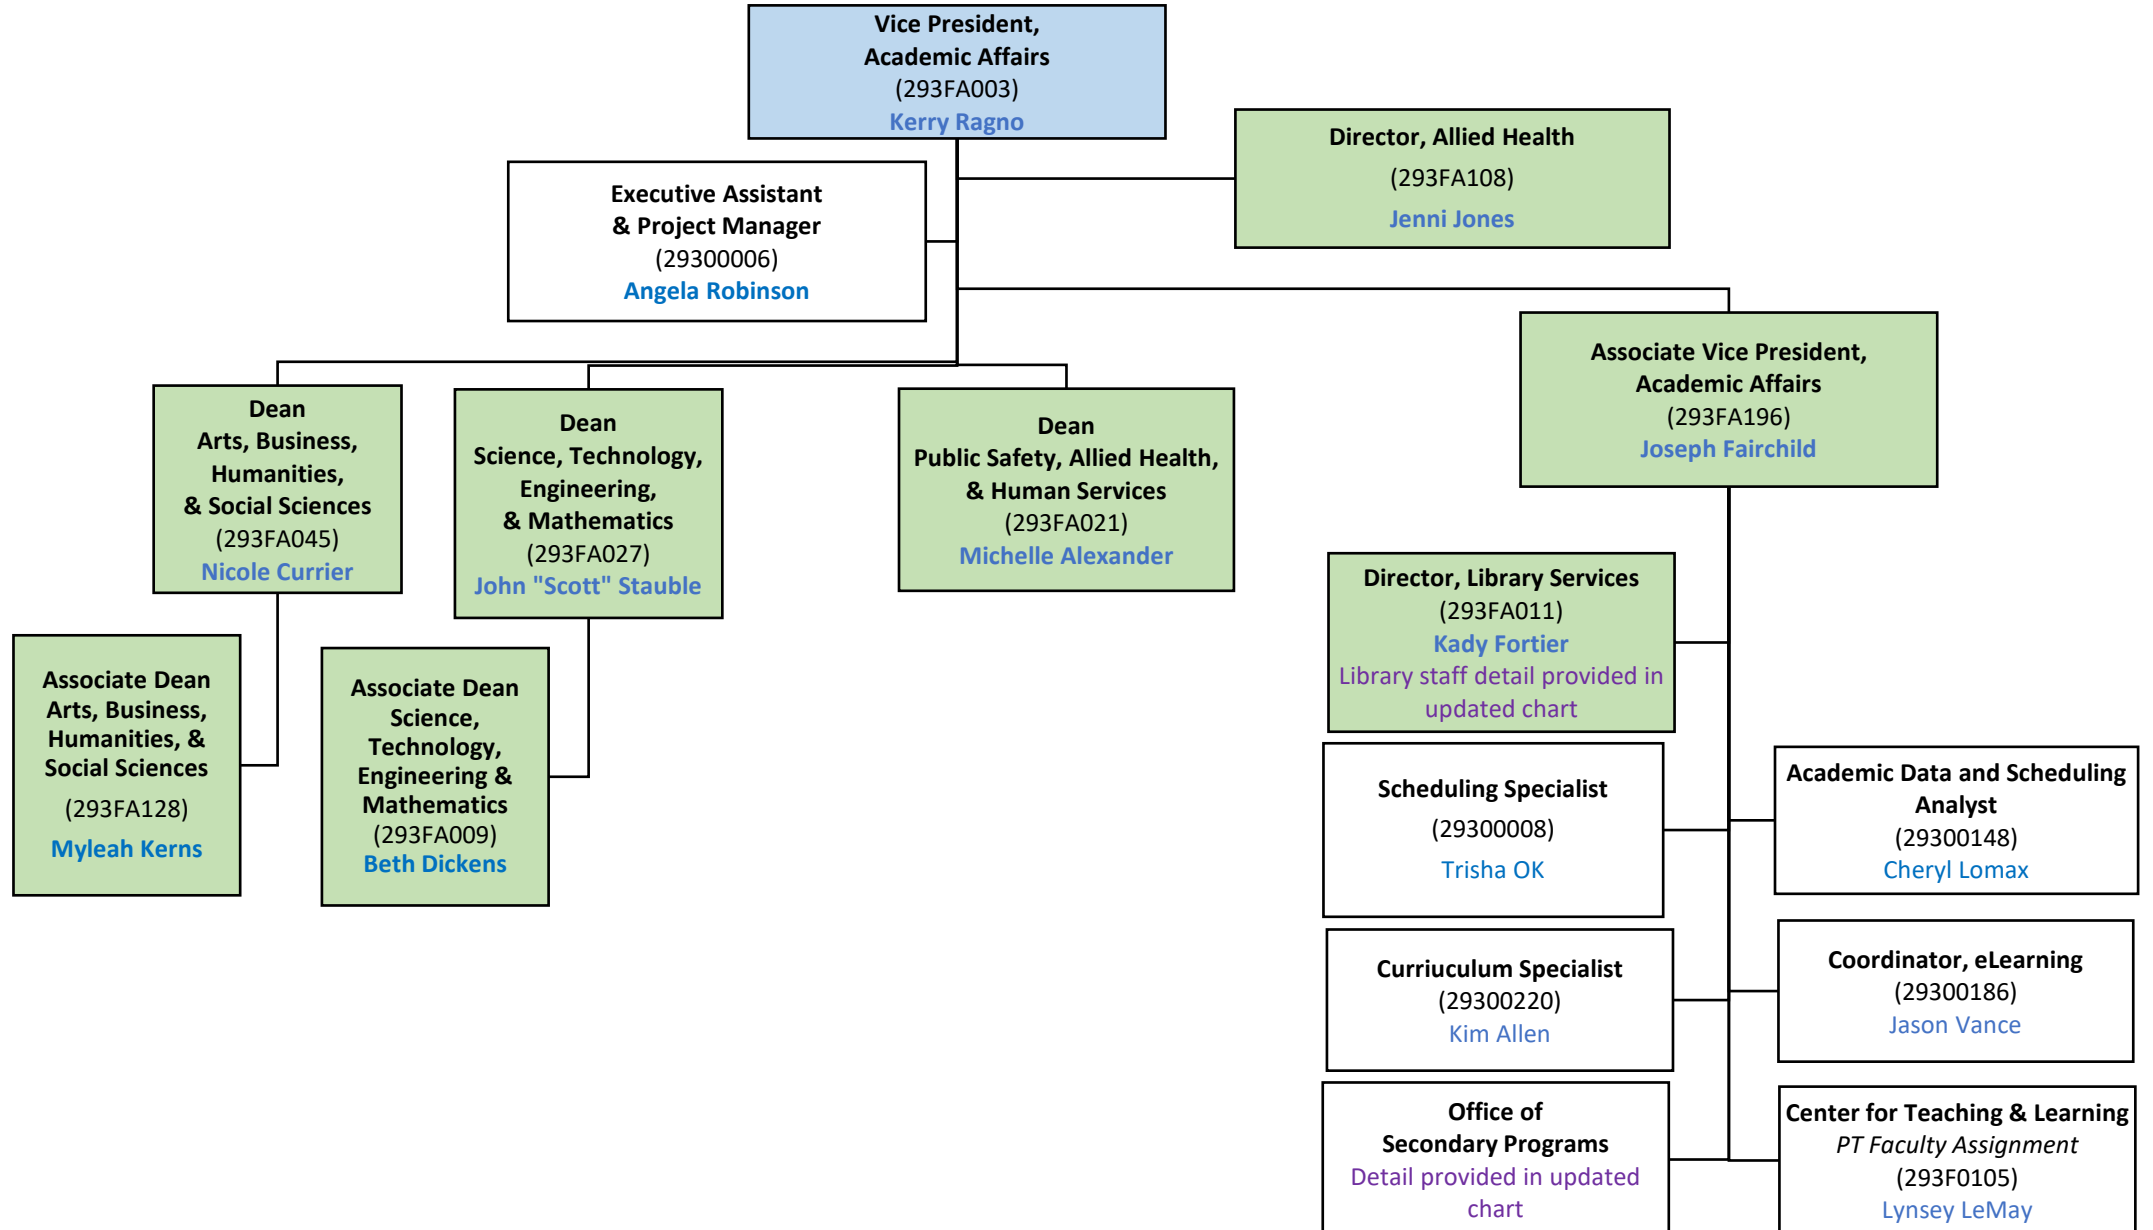 Vice President,
Academic Affairs
(293FA003)
Kerry Ragno
Director, Allied Health
(293FA108)
Jenni Jones
Executive Assistant
& Project Manager
(29300006)
Angela Robinson
Associate Vice President,
Academic Affairs
(293FA196)
Joseph Fairchild
Dean
Arts, Business,
Humanities,
& Social Sciences
(293FA045)
Nicole Currier
Dean
Science, Technology,
Engineering,
& Mathematics
(293FA027)
John "Scott" Stauble
Dean
Public Safety, Allied Health,
& Human Services
(293FA021)
Michelle Alexander
Associate Dean
Arts, Business,
Humanities, &
Social Sciences
(293FA128)
Myleah Kerns
Associate Dean
Science,
Technology,
Engineering &
Mathematics
(293FA009)
Beth Dickens
Director, Library Services
(293FA011)
Kady Fortier
Library staff detail provided in
updated chart
Scheduling Specialist
(29300008)
Trisha OK
Academic Data and Scheduling
Analyst
(29300148)
Cheryl Lomax
Curriuculum Specialist
(29300220)
Kim Allen
Coordinator, eLearning
(29300186)
Jason Vance
Office of
Secondary Programs
Detail provided in updated
chart
Center for Teaching & Learning
PT Faculty Assignment
(293F0105)
Lynsey LeMay